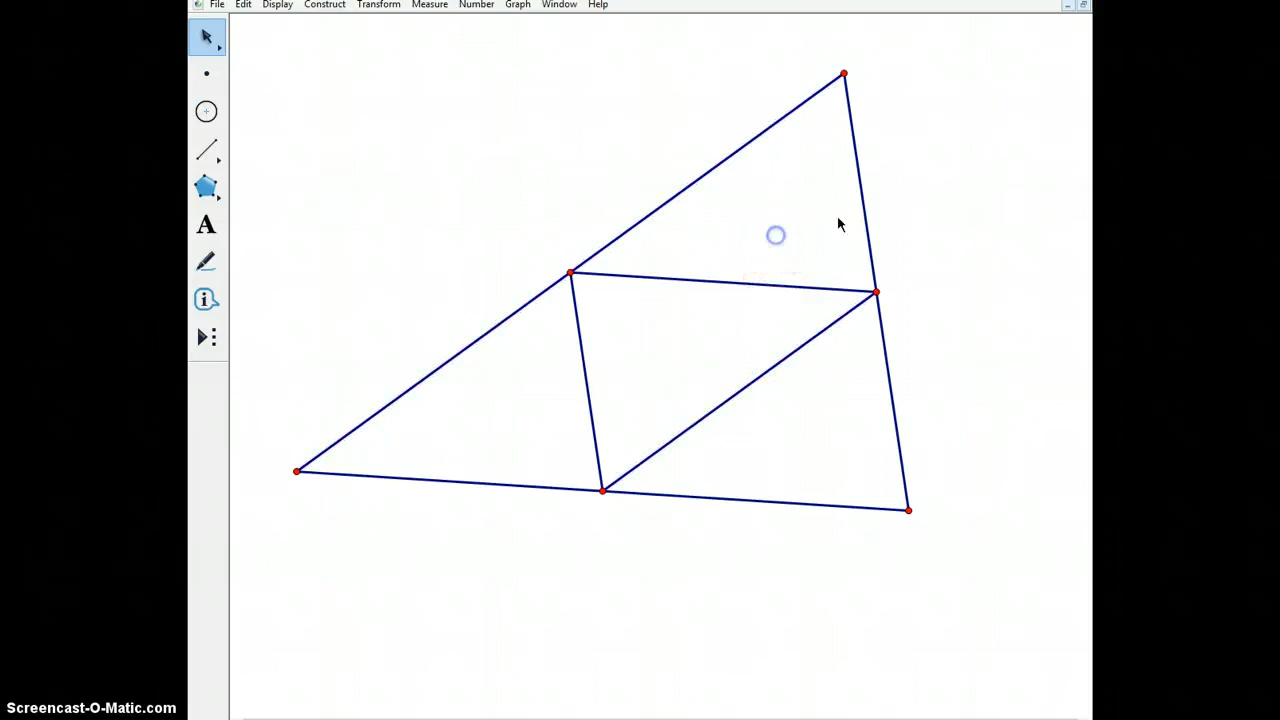 File Edit Display Construct Transform Measure Number Graph Window Help
A
i
Screencast-O-Matic.com